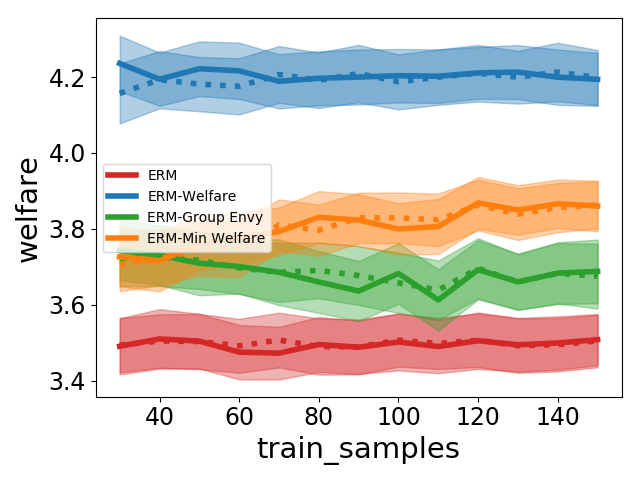 4.2
4.0
3.8
3.6
3.4
welfare
ERM
ERM-Welfare
ERM-Group Envy
ERM-Min Welfare
40 60 80 100 120 140
train_samples